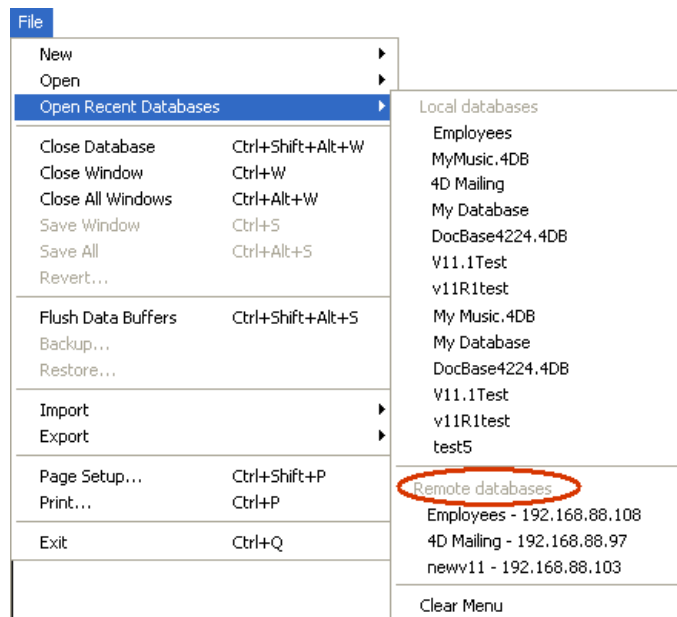 File
New
Open
Open Recent Databases
Close Database Ctrl+Shift+Alt+W
Close Window Ctrl+W
Close All Windows Ctrl+Alt+W
Save Window Ctrl+S
Save All Ctrl+Alt+S
Revert...
Flush Data Buffers Ctrl+Shift+Alt+S
Backup...
Restore...
Import
Export
Page Setup... Ctrl+Shift+P
Print... Ctrl+P
Exit Ctrl+Q
Local databases
Employees
MyMusic.4DB
4D Mailing
My Database
DocBase4224.4DB
V11.1Test
v11R1test
My Music.4DB
My Database
DocBase4224.4DB
V11.1Test
v11R1test
test5
Remote databases
Employees - 192.168.88.108
4D Mailing - 192.168.88.97
newv11 - 192.168.88.103
Clear Menu